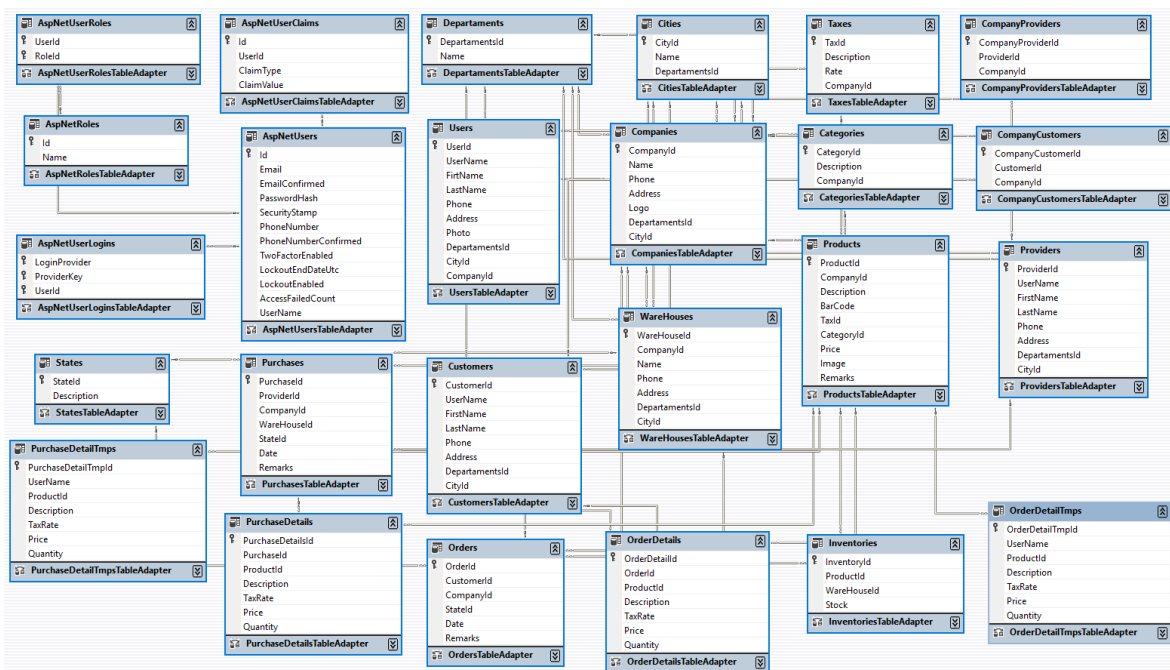 AspNetUserRoles
UserId
RoleId
AspNetUserRolesTableAdapter
AspNetUserClaims
Id
UserId
ClaimType
ClaimValue
AspNetUserClaimsTableAdapter
Departaments
DepartamentsId
Name
DepartamentsTableAdapter
Cities
CityId
Name
DepartamentsId
CitiesTableAdapter
Taxes
TaxId
Description
Rate
CompanyId
TaxesTableAdapter
CompanyProviders
CompanyProviderId
ProviderId
CompanyId
CompanyProvidersTableAdapter
AspNetRoles
Id
Name
AspNetRolesTableAdapter
AspNetUsers
Id
Email
EmailConfirmed
PasswordHash
SecurityStamp
PhoneNumber
PhoneNumberConfirmed
TwoFactorEnabled
LockoutEndDateUtc
LockoutEnabled
AccessFailedCount
UserName
AspNetUsersTableAdapter
Users
UserId
UserName
FirtName
LastName
Phone
Address
Photo
DepartamentsId
CityId
CompanyId
UsersTableAdapter
Companies
CompanyId
Name
Phone
Address
Logo
DepartamentsId
CityId
CompaniesTableAdapter
Categories
CategoryId
Description
CompanyId
CategoriesTableAdapter
CompanyCustomers
CompanyCustomerId
CustomerId
CompanyId
CompanyCustomersTableAdapter
AspNetUserLogins
LoginProvider
ProviderKey
UserId
AspNetUserLoginsTableAdapter
Products
ProductId
CompanyId
Description
BarCode
TaxId
CategoryId
Price
Image
Remarks
ProductsTableAdapter
Providers
ProviderId
UserName
FirstName
LastName
Phone
Address
DepartamentsId
CityId
ProvidersTableAdapter
WareHouses
WareHouseId
CompanyId
Name
Phone
Address
DepartamentsId
CityId
WareHousesTableAdapter
States
StateId
Description
StatesTableAdapter
Purchases
PurchaseId
ProviderId
CompanyId
WareHouseId
StateId
Date
Remarks
PurchasesTableAdapter
Customers
CustomerId
UserName
FirstName
LastName
Phone
Address
DepartamentsId
CityId
CustomersTableAdapter
PurchaseDetailTmps
PurchaseDetailTmpId
UserName
ProductId
Description
TaxRate
Price
Quantity
PurchaseDetailTmpsTableAdapter
PurchaseDetails
PurchaseDetailsId
PurchaseId
ProductId
Description
TaxRate
Price
Quantity
PurchaseDetailsTableAdapter
Orders
OrderId
CustomerId
CompanyId
StateId
Date
Remarks
OrdersTableAdapter
OrderDetails
OrderDetailId
OrderId
ProductId
Description
TaxRate
Price
Quantity
OrderDetailsTableAdapter
Inventories
InventoryId
ProductId
WareHouseId
Stock
InventoriesTableAdapter
OrderDetailTmps
OrderDetailTmpId
UserName
ProductId
Description
TaxRate
Price
Quantity
OrderDetailTmpsTableAdapter